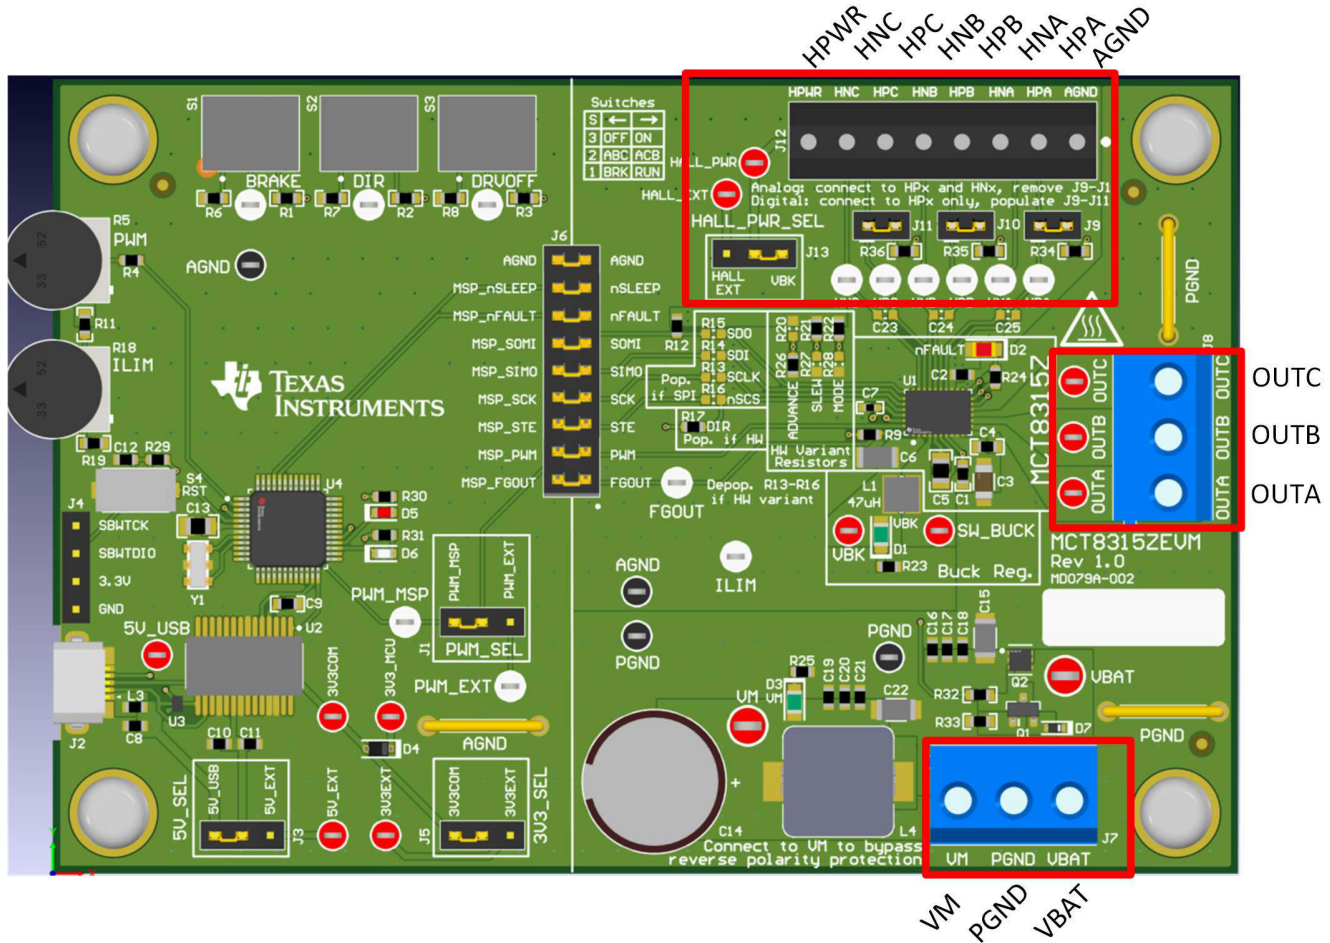 HPWR HNC HPC HNB HPB HNA HPA AGND
HPWR HNC HPC HNB HPB HNA HPA AGND
J12
HALL_PWR
HALL_EXT
Analog: connect to HPx and HNx, remove J9-J1
Digital: connect to HPx only, populate J9-J11
HALL_PWR_SEL
HALL
EXT
VBK
J13
J11
J10
J9
R36
R35
R34
C23
C24
C25
S1
S2
S3
Switches
S ← →
3 OFF ON
2 ABC ACB
1 BRK RUN
BRAKE
DIR
DRVOFF
R6
R1
R7
R2
R8
R3
R5
PWM
R4
R11
R18
ILIM
AGND
J6
AGND AGND
MSP_nSLEEP nSLEEP
MSP_nFAULT nFAULT
MSP_SOMI SOMI
MSP_SIMO SIMO
MSP_SCK SCK
MSP_STE STE
MSP_PWM PWM
MSP_FGOUT FGOUT
TEXAS
INSTRUMENTS
R12
R15
SDO
R14
SDI
R13
SCLK
R16
nSCS
Pop.
if SPI
R17
DIR
Pop. if HW
R20
R21
R22
R26
R27
R28
ADVANCE
SLEW
MODE
HW Variant
Resistors
Depop. R13-R16
if HW variant
FGOUT
nFAULT
D2
C2
R24
U1
C7
R9
C6
C4
C5
C1
C3
MCT8315Z
PGND
J8
OUTC OUTC OUTC
OUTB OUTB OUTB
OUTA OUTA OUTA
L1
47uH
VBK
VBK
D1
SW_BUCK
R23
Buck Reg.
MCT8315ZEVM
Rev 1.0
MD079A-002
R19
C12
R29
S4
RST
C13
U4
R30
D5
R31
D6
J4
SBWTCK
SBWTDIO
3.3V
GND
Y1
C9
U2
5V_USB
J2
L3
C8
U3
C10
C11
PWM_MSP
PWM_MSP
PWM_EXT
J1
PWM_SEL
PWM_EXT
3V3COM
3V3_MCU
D4
AGND
5V_SEL
5V_USB
5V_EXT
J3
5V_EXT
3V3EXT
J5
3V3COM
3V3EXT
3V3_SEL
AGND
PGND
ILIM
PGND
C16
C17
C18
C15
Q2
VBAT
R32
R33
Q1
D7
PGND
R25
D3
VM
VM
C19
C20
C21
C22
+
C14
L4
Connect to VM to bypass
reverse polarity protection
J7
VM PGND VBAT
VM PGND VBAT